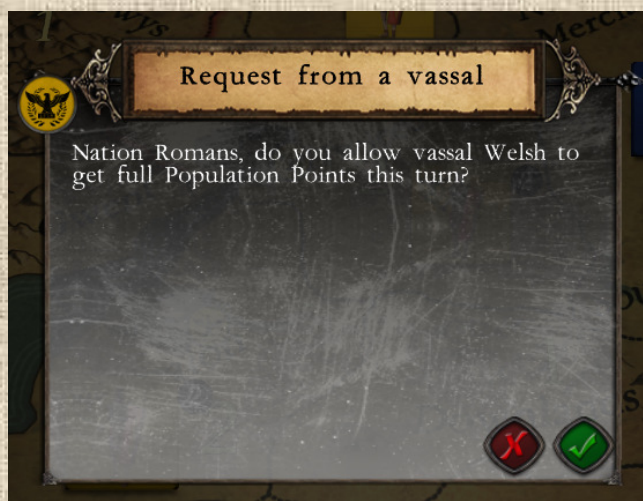 Request from a vassal
Nation Romans, do you allow vassal Welsh to
get full Population Points this turn?